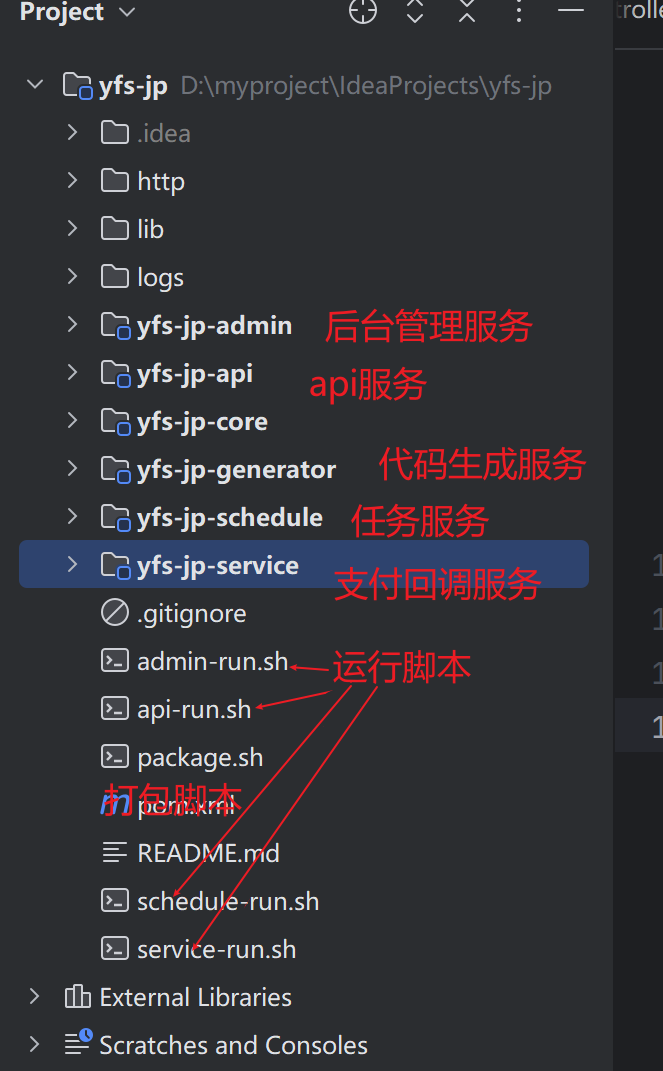 Project
yfs-jp D:\myproject\IdeaProjects\yfs-jp
.idea
http
lib
logs
yfs-jp-admin 后台管理服务
yfs-jp-api api服务
yfs-jp-core
yfs-jp-generator 代码生成服务
yfs-jp-schedule 任务服务
yfs-jp-service 支付回调服务
.gitignore
admin-run.sh 运行脚本
api-run.sh
package.sh
打包脚本
pom.xml
README.md
schedule-run.sh
service-run.sh
External Libraries
Scratches and Consoles